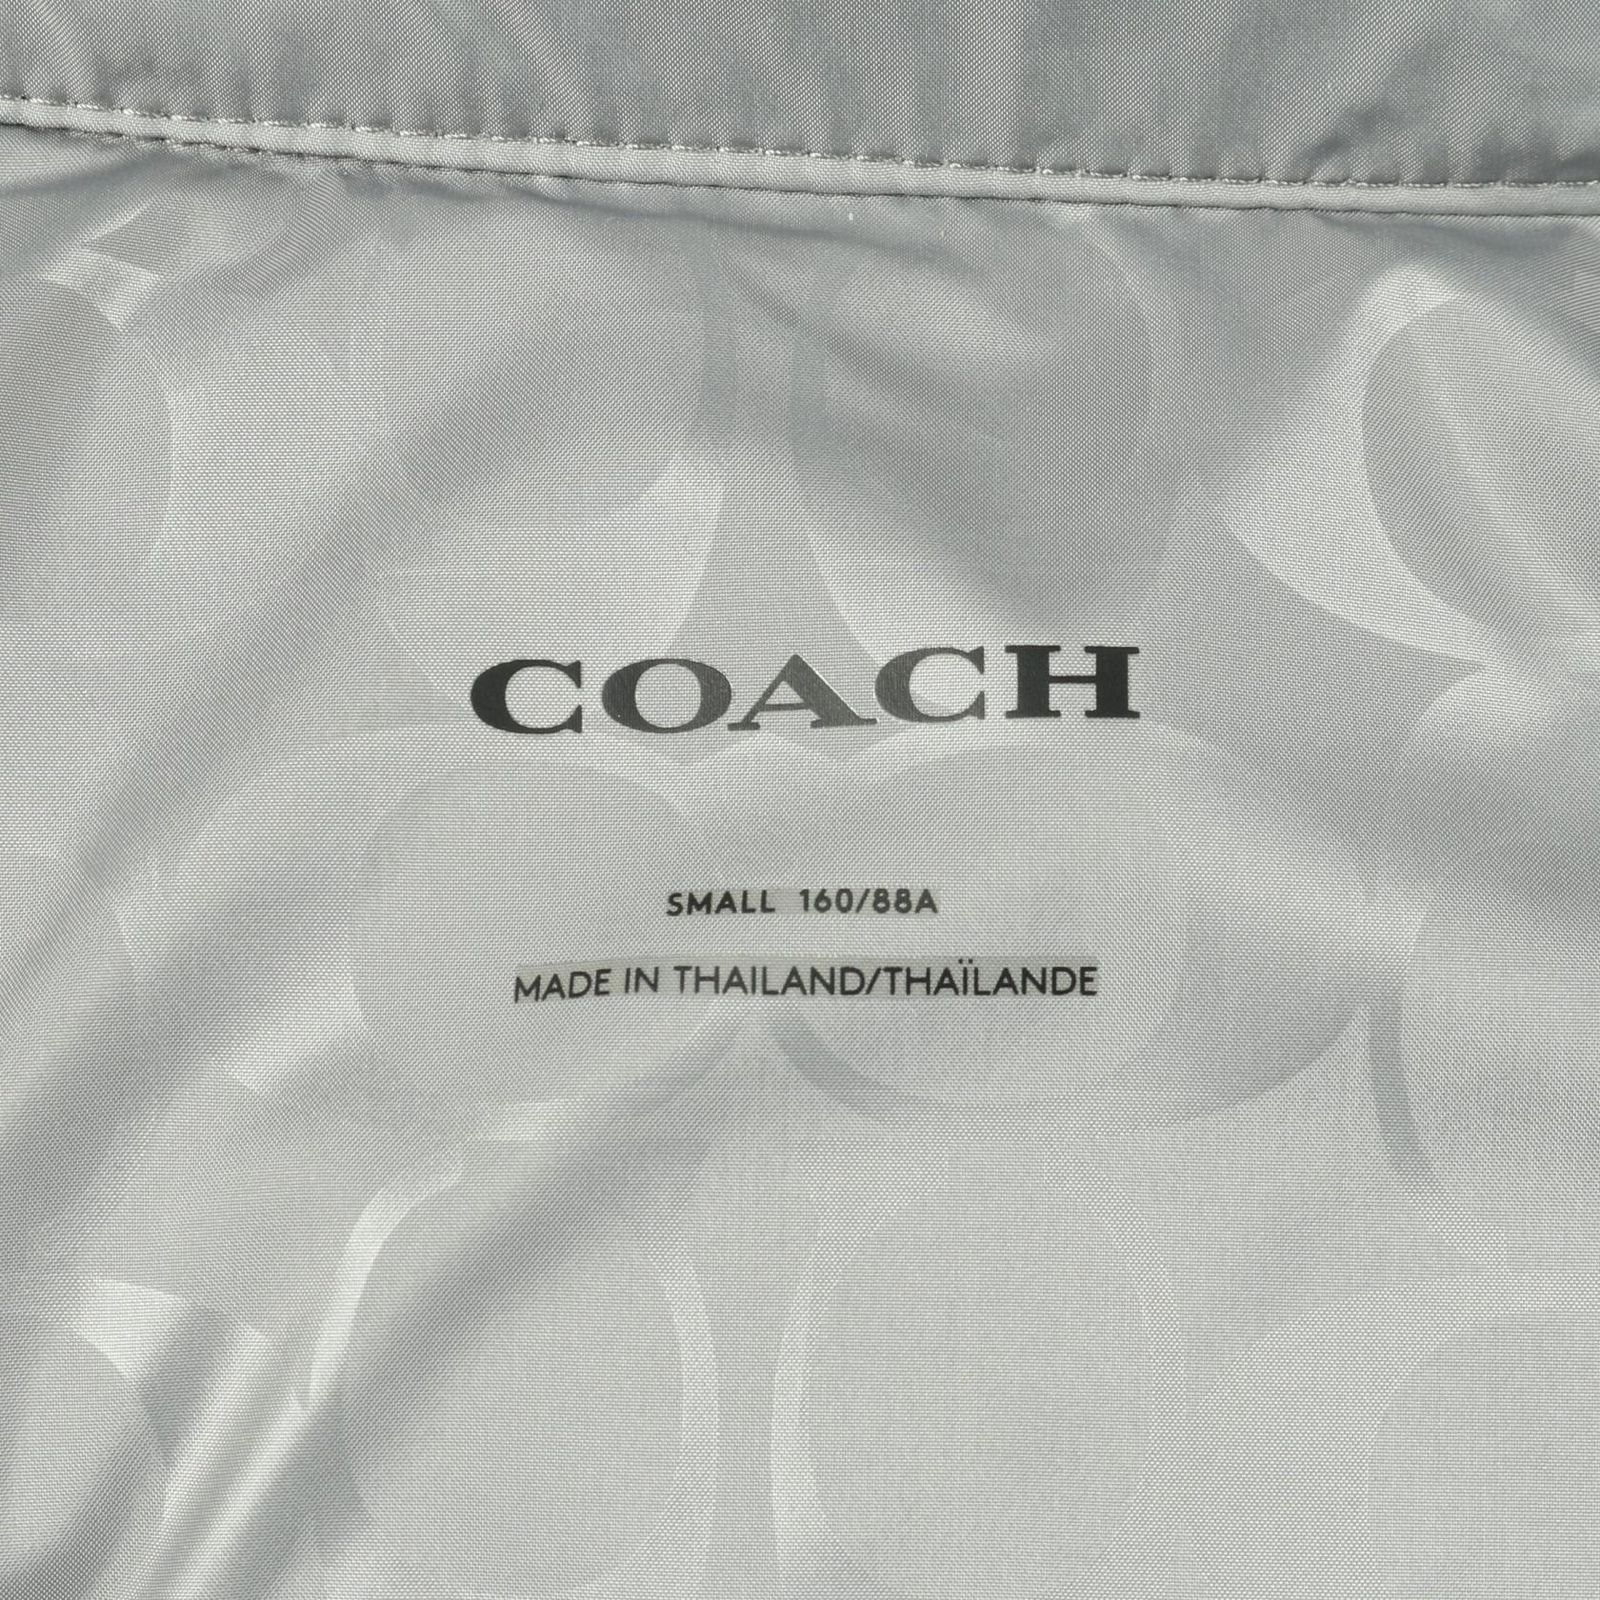 COACH
SMALL 160/88A
MADE IN THAILAND/THAÏLANDE